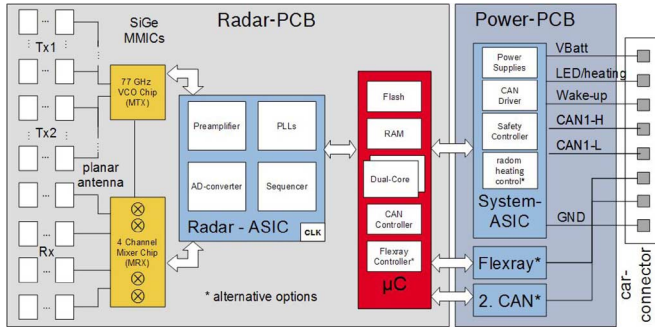 SiGe
MMICs
Radar-PCB
Power-PCB
Tx1
77 GHz
VCO Chip
(MTX)
Tx2
planar
antenna
4 Channel
Mixer Chip
(MRX)
Rx
Preamplifier
PLLs
AD-converter
Sequencer
Radar - ASIC
CLK
* alternative options
Flash
RAM
Dual-Core
CAN
Controller
Flexray
Controller*
µC
Power
Supplies
CAN
Driver
Safety
Controller
radom
heating
control*
System-
ASIC
Flexray*
2. CAN*
VBatt
LED/heating
Wake-up
CAN1-H
CAN1-L
GND
car-
connector